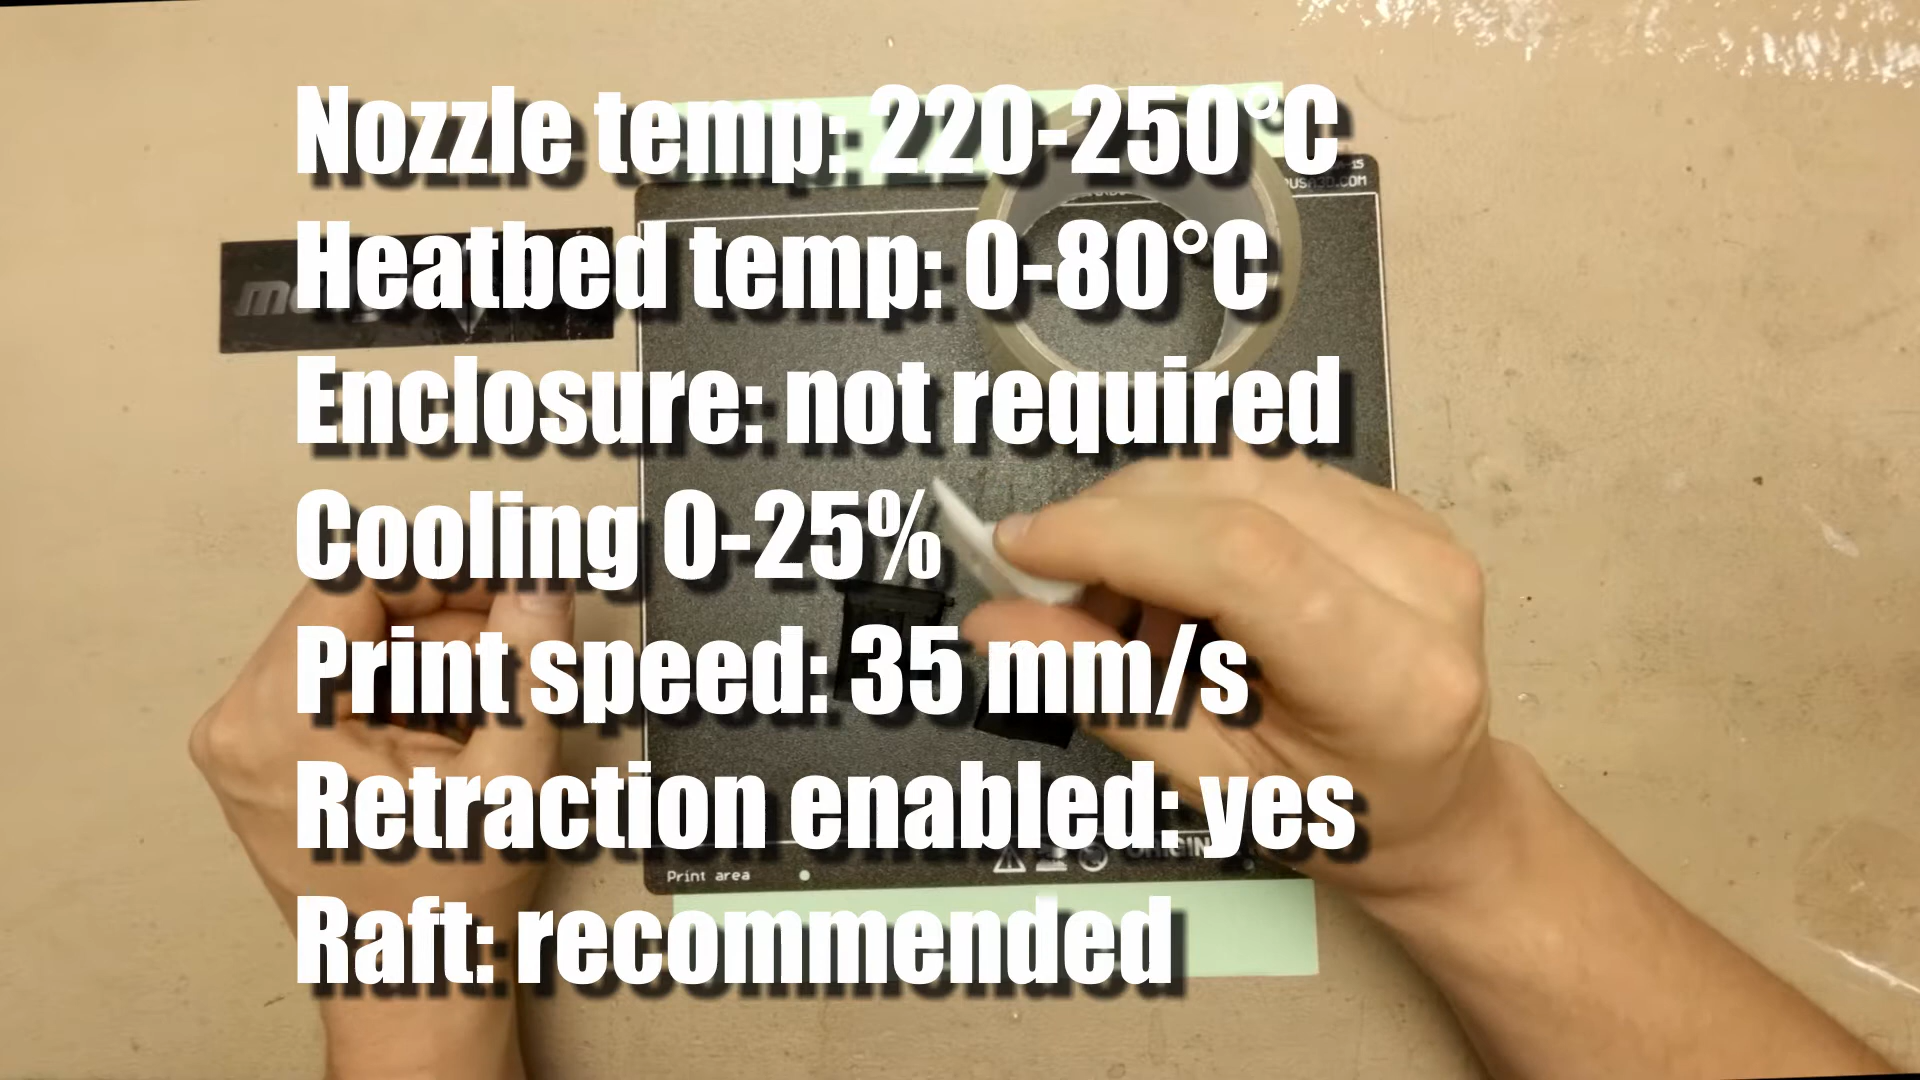 Nozzle temp: 220-250°C
Heatbed temp: 0-80°C
Enclosure: not required
Cooling 0-25%
Print speed: 35 mm/s
Retraction enabled: yes
Raft: recommended
Print area